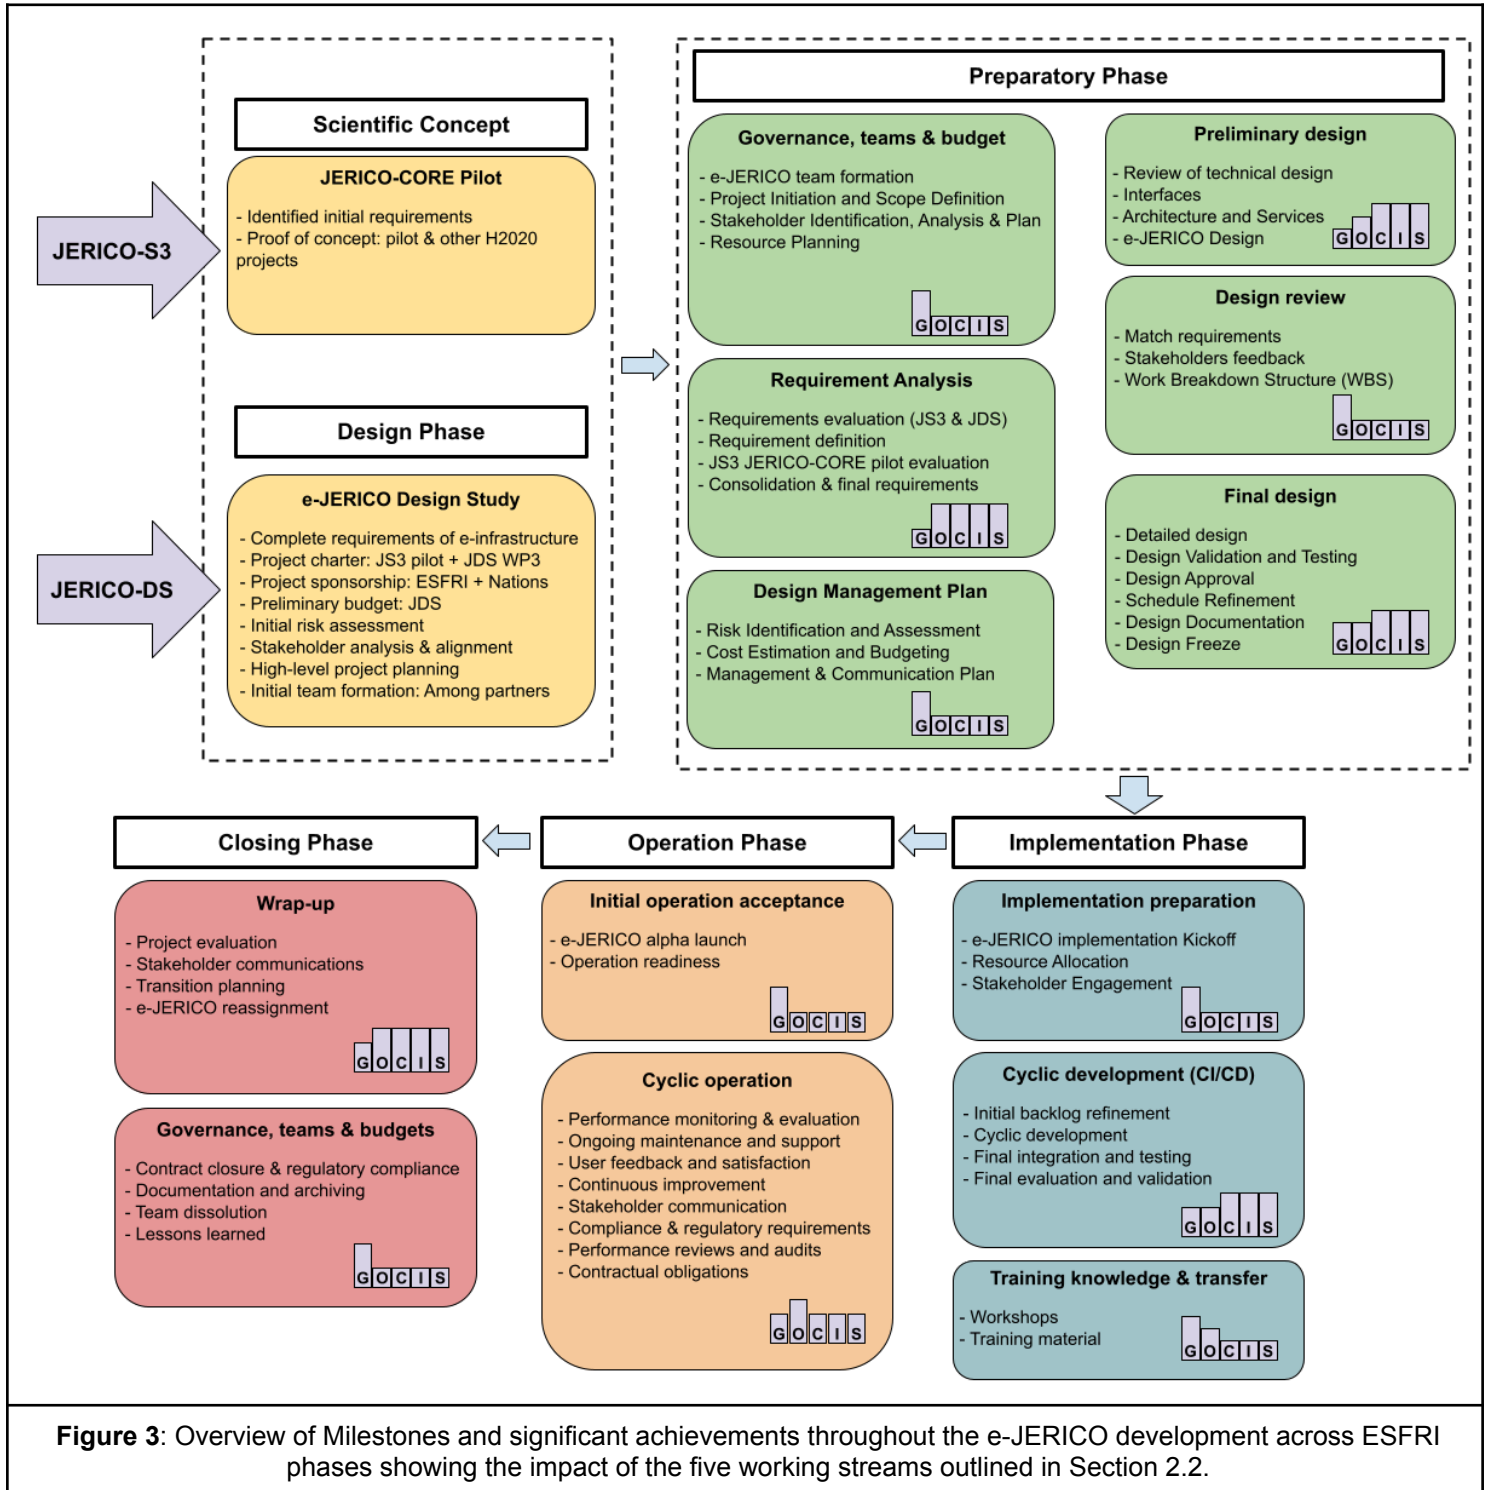 JERICO-S3
Scientific Concept
JERICO-CORE Pilot
- Identified initial requirements
- Proof of concept: pilot & other H2020
projects
JERICO-DS
Design Phase
e-JERICO Design Study
- Complete requirements of e-infrastructure
- Project charter: JS3 pilot + JDS WP3
- Project sponsorship: ESFRI + Nations
- Preliminary budget: JDS
- Initial risk assessment
- Stakeholder analysis & alignment
- High-level project planning
- Initial team formation: Among partners
Preparatory Phase
Governance, teams & budget
- e-JERICO team formation
- Project Initiation and Scope Definition
- Stakeholder Identification, Analysis & Plan
- Resource Planning
G O C I S
Requirement Analysis
- Requirements evaluation (JS3 & JDS)
- Requirement definition
- JS3 JERICO-CORE pilot evaluation
- Consolidation & final requirements
G O C I S
Design Management Plan
- Risk Identification and Assessment
- Cost Estimation and Budgeting
- Management & Communication Plan
G O C I S
Preliminary design
- Review of technical design
- Interfaces
- Architecture and Services
- e-JERICO Design
G O C I S
Design review
- Match requirements
- Stakeholders feedback
- Work Breakdown Structure (WBS)
G O C I S
Final design
- Detailed design
- Design Validation and Testing
- Design Approval
- Schedule Refinement
- Design Documentation
- Design Freeze
G O C I S
Closing Phase
Wrap-up
- Project evaluation
- Stakeholder communications
- Transition planning
- e-JERICO reassignment
G O C I S
Governance, teams & budgets
- Contract closure & regulatory compliance
- Documentation and archiving
- Team dissolution
- Lessons learned
G O C I S
Operation Phase
Initial operation acceptance
- e-JERICO alpha launch
- Operation readiness
G O C I S
Cyclic operation
- Performance monitoring & evaluation
- Ongoing maintenance and support
- User feedback and satisfaction
- Continuous improvement
- Stakeholder communication
- Compliance & regulatory requirements
- Performance reviews and audits
- Contractual obligations
G O C I S
Implementation Phase
Implementation preparation
- e-JERICO implementation Kickoff
- Resource Allocation
- Stakeholder Engagement
G O C I S
Cyclic development (CI/CD)
- Initial backlog refinement
- Cyclic development
- Final integration and testing
- Final evaluation and validation
G O C I S
Training knowledge & transfer
- Workshops
- Training material
G O C I S
Figure 3: Overview of Milestones and significant achievements throughout the e-JERICO development across ESFRI
phases showing the impact of the five working streams outlined in Section 2.2.